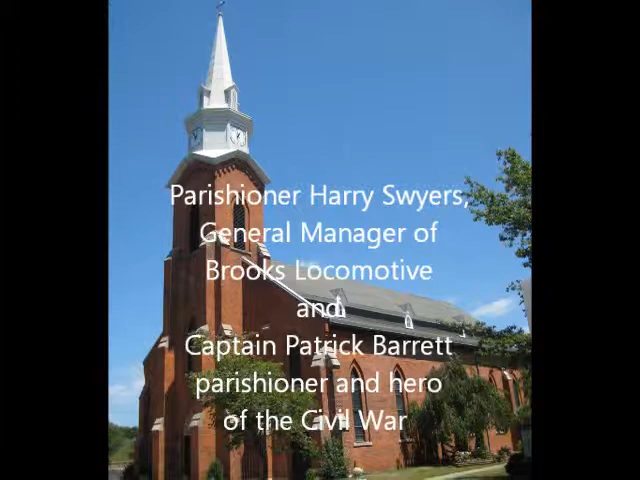 Parishioner Harry Swyers,
General Manager of
Brooks Locomotive
and
Captain Patrick Barrett
parishioner and hero
of the Civil War